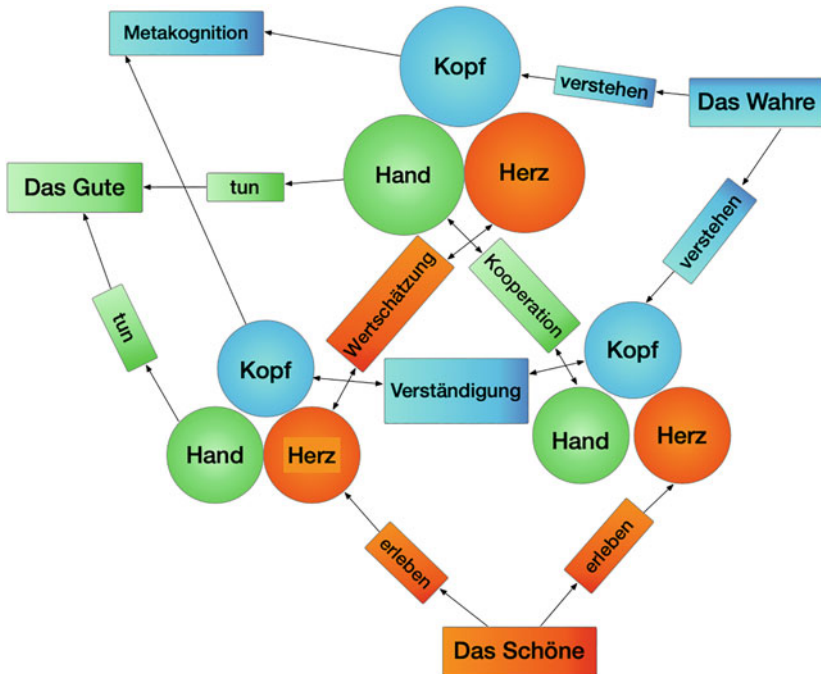 Metakognition
Kopf
verstehen
Das Wahre
Das Gute
tun
Hand
Herz
verstehen
tun
Wertschätzung
Kooperation
Kopf
Verständigung
Kopf
Hand
Herz
Hand
Herz
erleben
erleben
Das Schöne